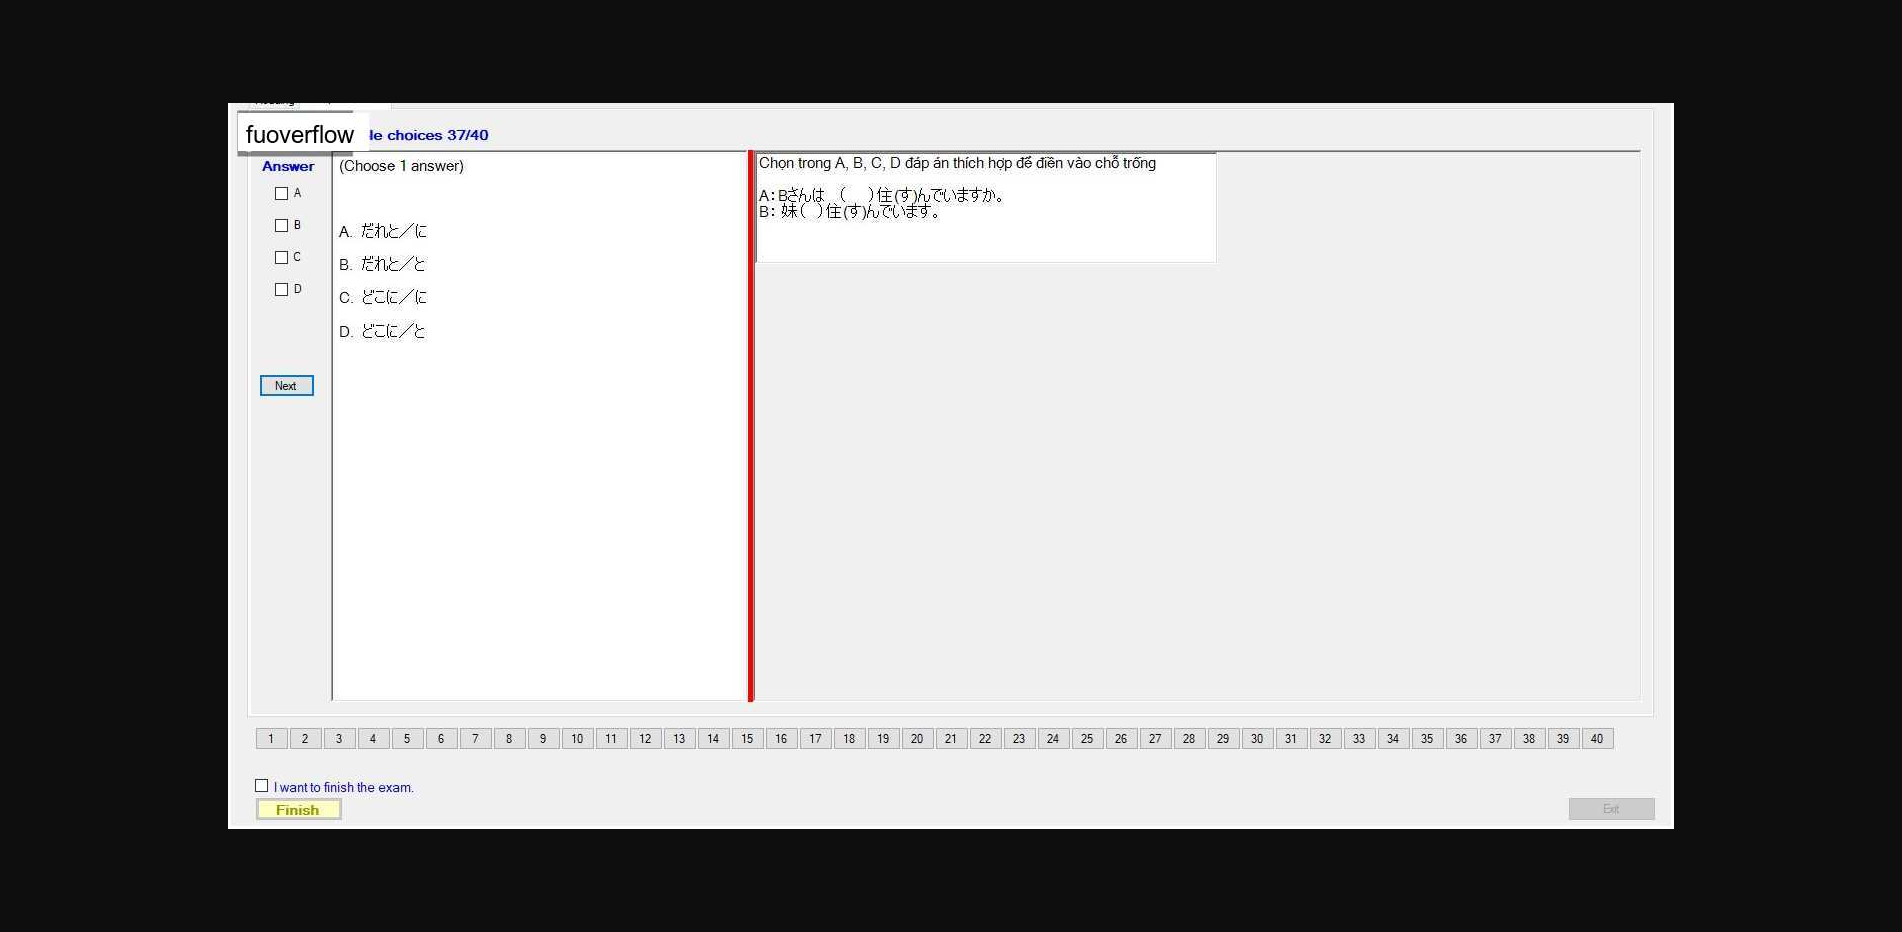 fuoverflow
le choices 37/40
Answer
A
B
C
D
Next
(Choose 1 answer)
A. だれと／に
B. だれと／と
C. どこに／に
D. どこに／と
Chọn trong A, B, C, D đáp án thích hợp để điền vào chỗ trống
A：Bさんは （　　）住(す)んでいますか。
B： 妹（　）住(す)んでいます。
1 2 3 4 5 6 7 8 9 10 11 12 13 14 15 16 17 18 19 20 21 22 23 24 25 26 27 28 29 30 31 32 33 34 35 36 37 38 39 40
I want to finish the exam.
Finish
Exit